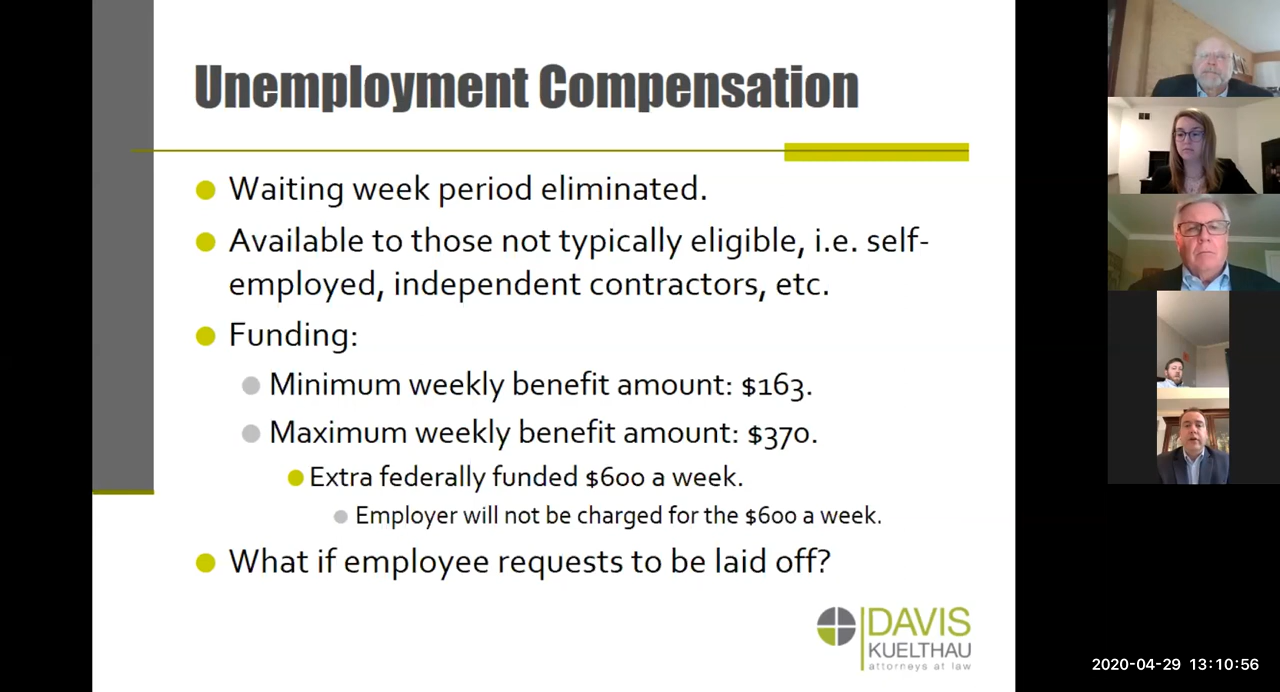 Unemployment Compensation
Waiting week period eliminated.
Available to those not typically eligible, i.e. self-
employed, independent contractors, etc.
Funding:
Minimum weekly benefit amount: $163.
Maximum weekly benefit amount: $370.
Extra federally funded $600 a week.
Employer will not be charged for the $600 a week.
What if employee requests to be laid off?
DAVIS
KUELTHAU
attorneys at law
2020-04-29 13:10:56